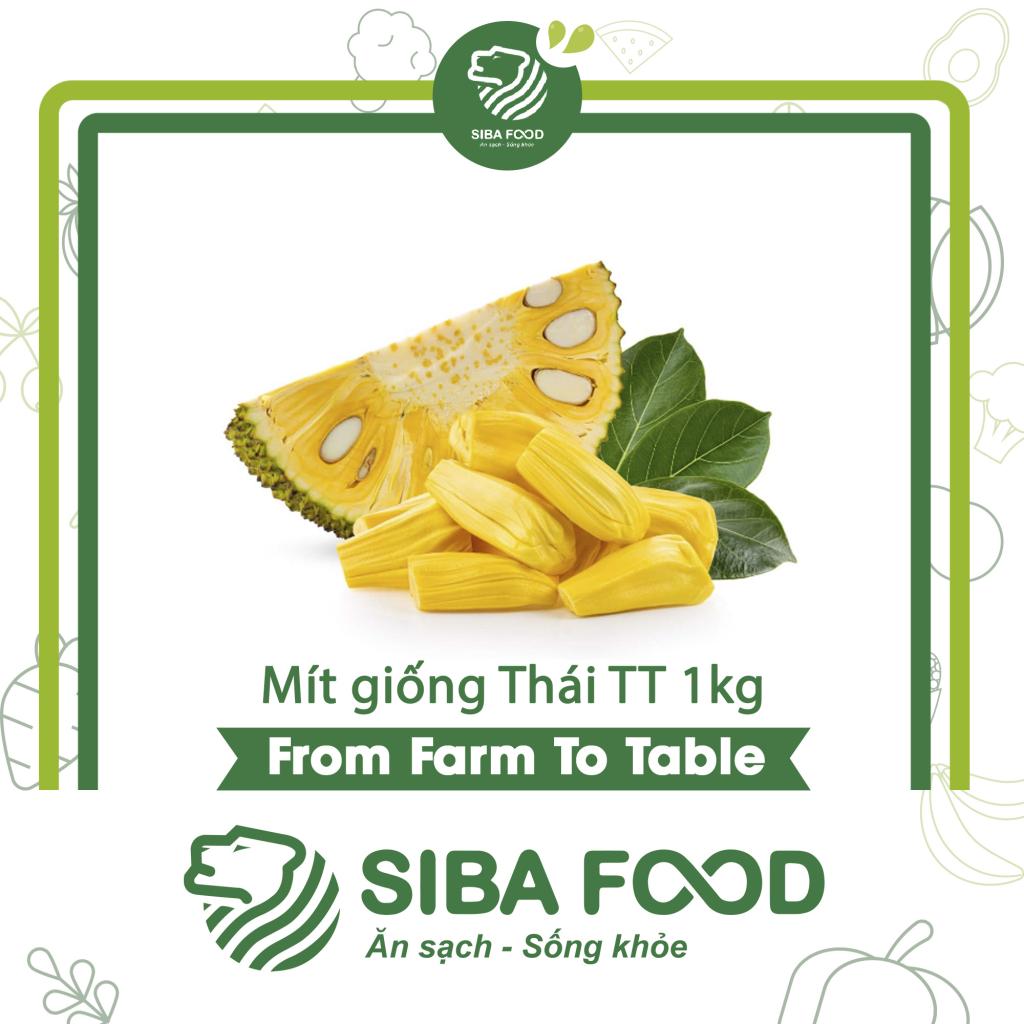 SIBA FOOD
Ăn sạch - Sống khỏe
Mít giống Thái TT 1kg
From Farm To Table
SIBA FOOD
Ăn sạch - Sống khỏe